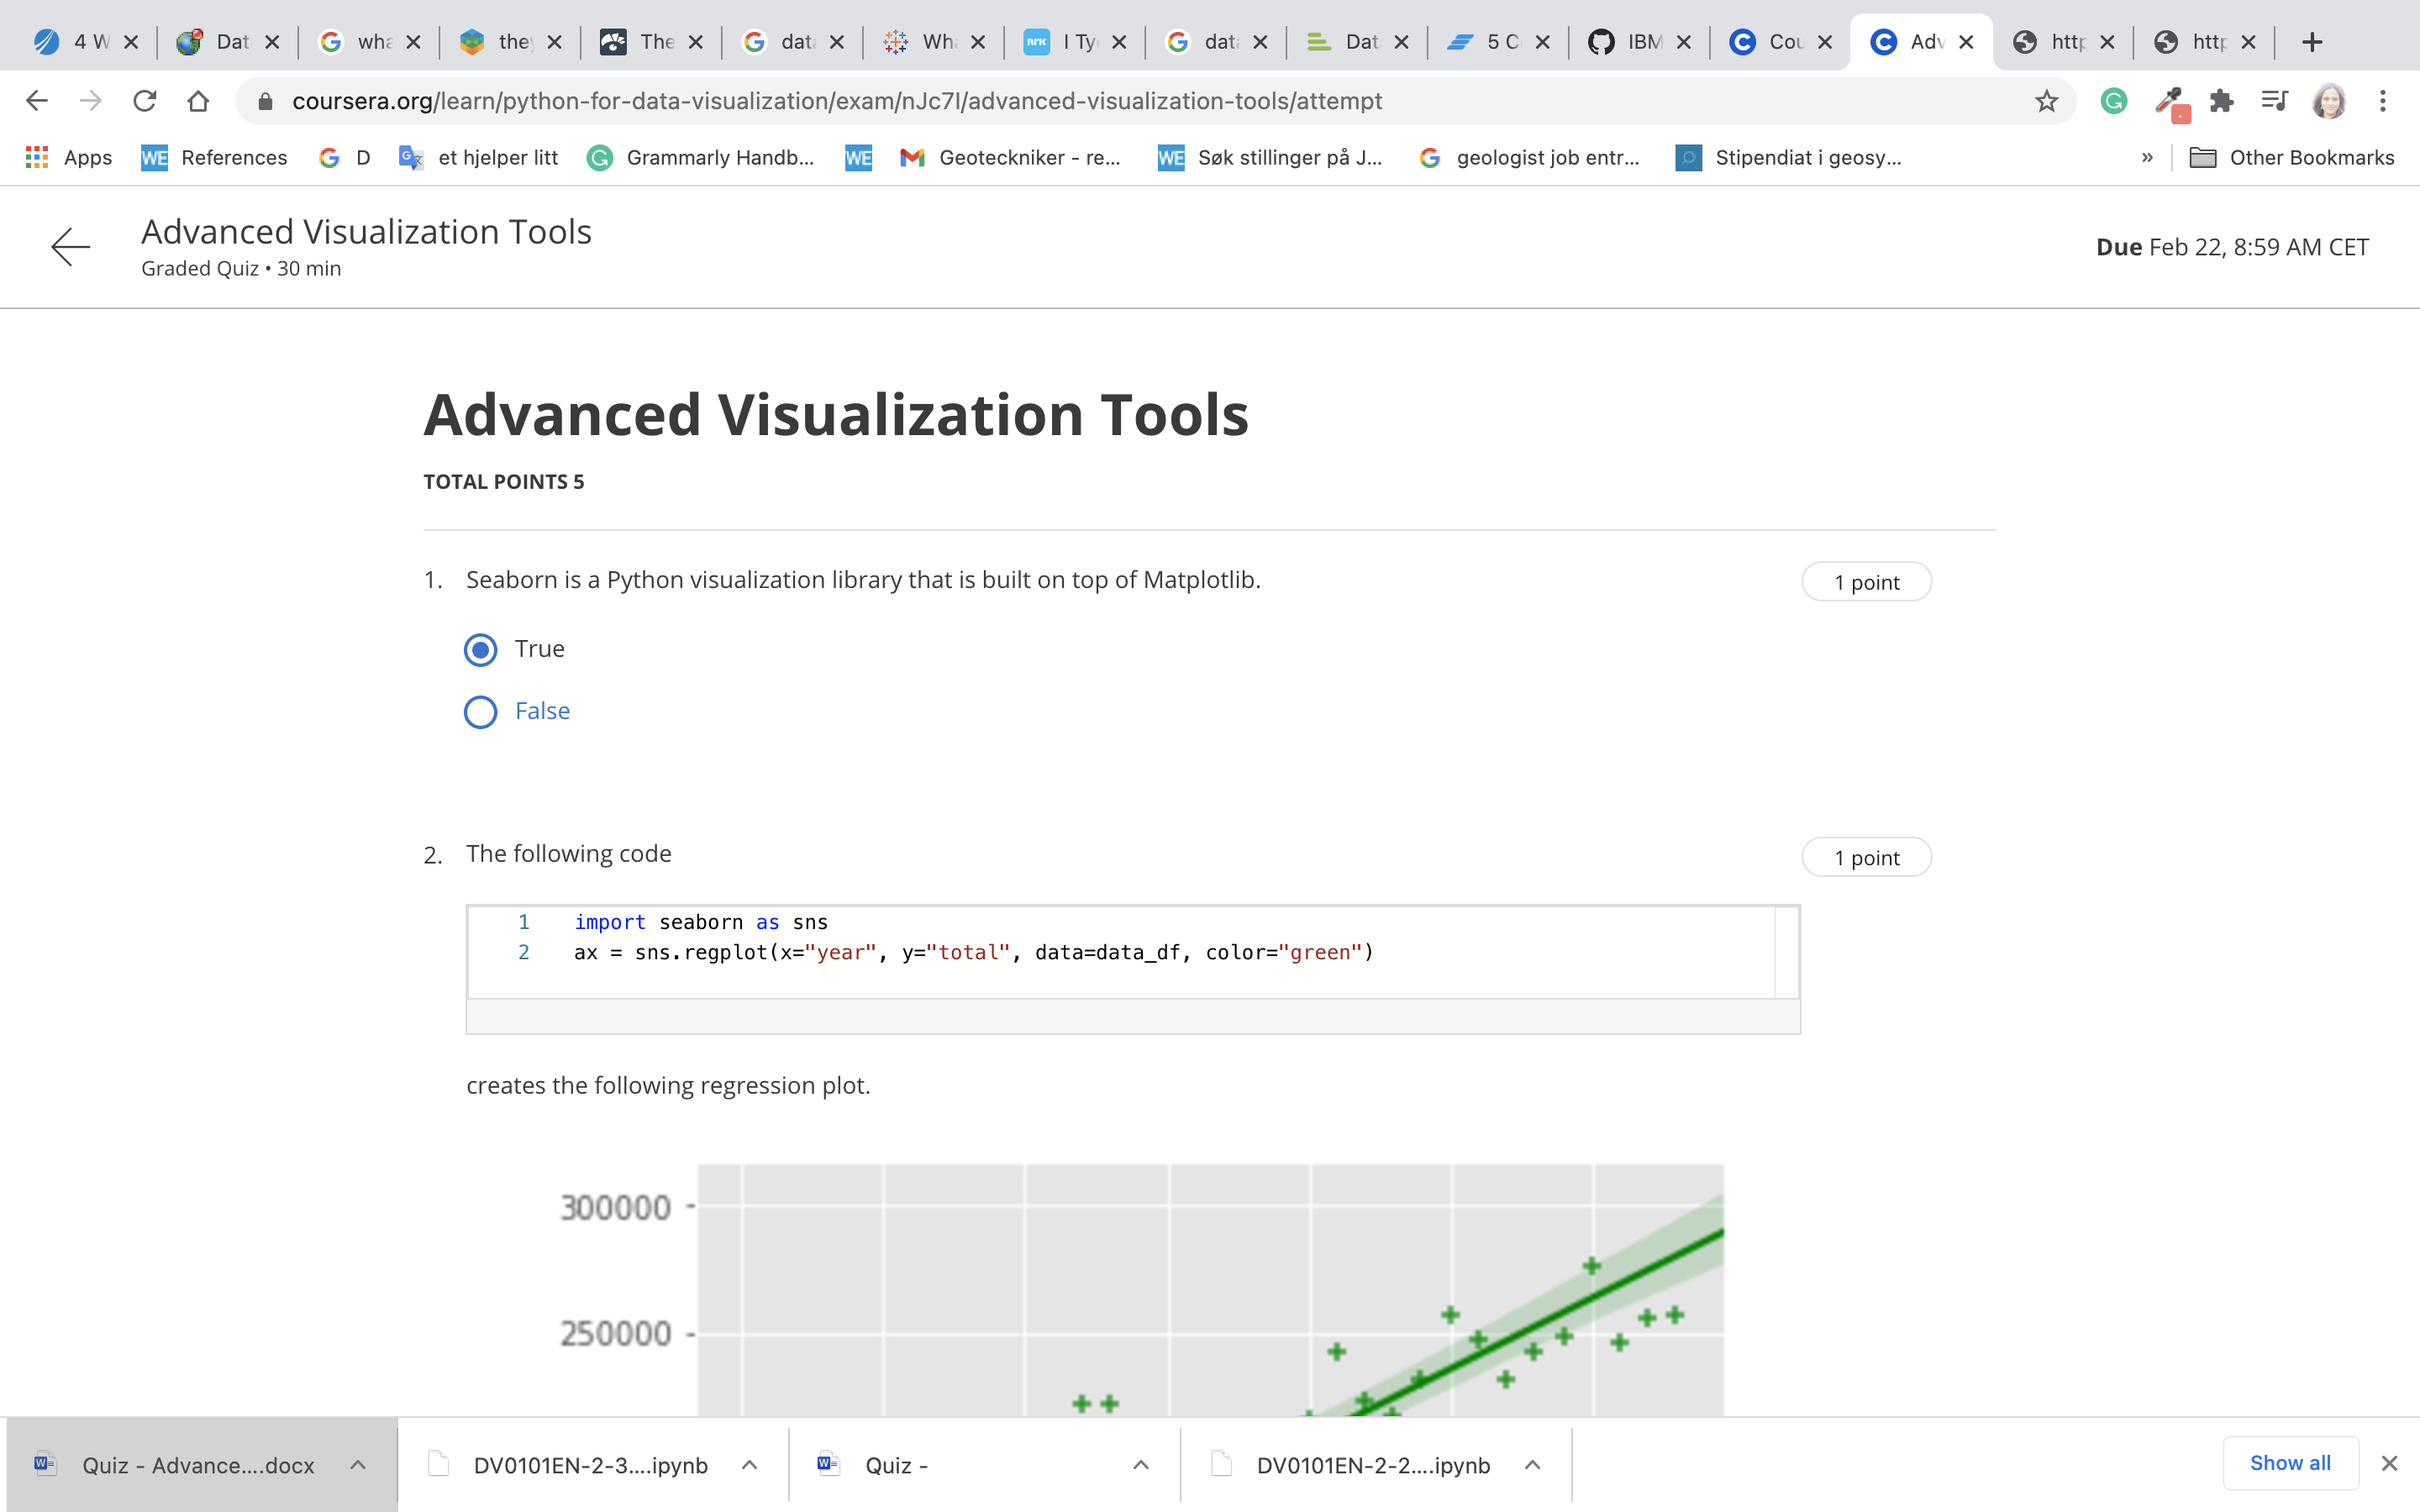 4 W
Dat
wha
they
The
data
Wha
I Ty
data
Dat
5 C
IBM
Cou
Adv
http
http
coursera.org/learn/python-for-data-visualization/exam/nJc7I/advanced-visualization-tools/attempt
Apps
WE References
D
et hjelper litt
Grammarly Handb...
WE
Geoteckniker - re...
WE Søk stillinger på J...
geologist job entr...
Stipendiat i geosy...
»
Other Bookmarks
Advanced Visualization Tools
Graded Quiz • 30 min
Due Feb 22, 8:59 AM CET
Advanced Visualization Tools
TOTAL POINTS 5
1. Seaborn is a Python visualization library that is built on top of Matplotlib.
1 point
True
False
2. The following code
1 point
1 import seaborn as sns
2 ax = sns.regplot(x="year", y="total", data=data_df, color="green")
creates the following regression plot.
300000
250000
Quiz - Advance....docx
DV0101EN-2-3....ipynb
Quiz -
DV0101EN-2-2....ipynb
Show all